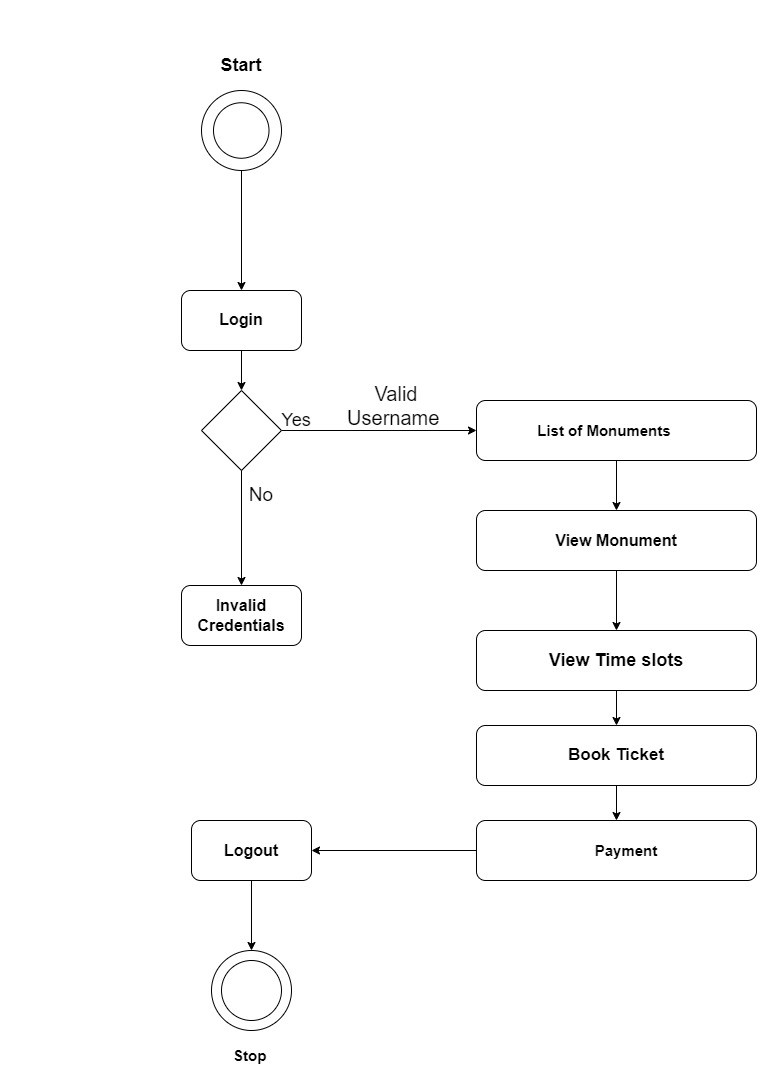 Start
Login
Valid
Username
Yes
List of Monuments
No
View Monument
Invalid
Credentials
View Time slots
Book Ticket
Logout
Payment
Stop